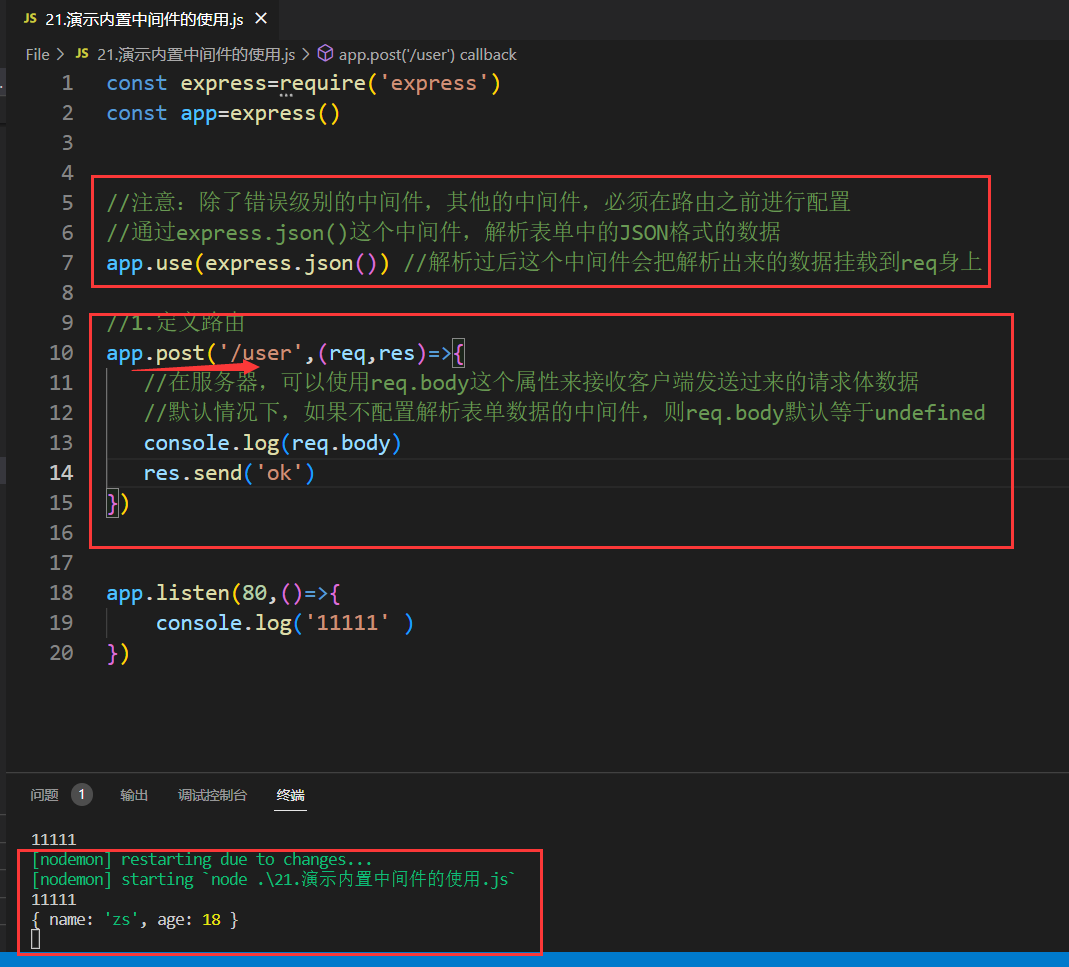 JS 21.演示内置中间件的使用.js ×
File > JS 21.演示内置中间件的使用.js > app.post('/user') callback
1 const express=require('express')
2 const app=express()
3
4
5 //注意：除了错误级别的中间件，其他的中间件，必须在路由之前进行配置
6 //通过express.json()这个中间件，解析表单中的JSON格式的数据
7 app.use(express.json()) //解析过后这个中间件会把解析出来的数据挂载到req身上
8
9 //1.定义路由
10 app.post('/user',(req,res)=>{
11 //在服务器，可以使用req.body这个属性来接收客户端发送过来的请求体数据
12 //默认情况下，如果不配置解析表单数据的中间件，则req.body默认等于undefined
13 console.log(req.body)
14 res.send('ok')
15 })
16
17
18 app.listen(80,()=>{
19 console.log('11111' )
20 })
问题 1 输出 调试控制台 终端
11111
[nodemon] restarting due to changes...
[nodemon] starting `node .\21.演示内置中间件的使用.js`
11111
{ name: 'zs', age: 18 }